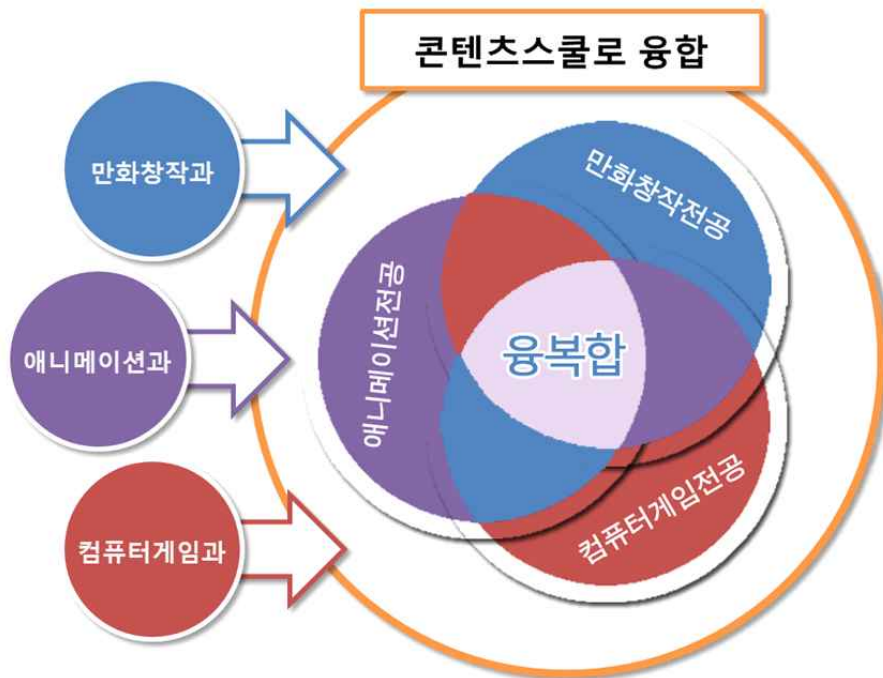 콘텐츠스쿨로 융합
만화창작과
애니메이션과
컴퓨터게임과
만화창작전공
애니메이션전공
융복합
컴퓨터게임전공